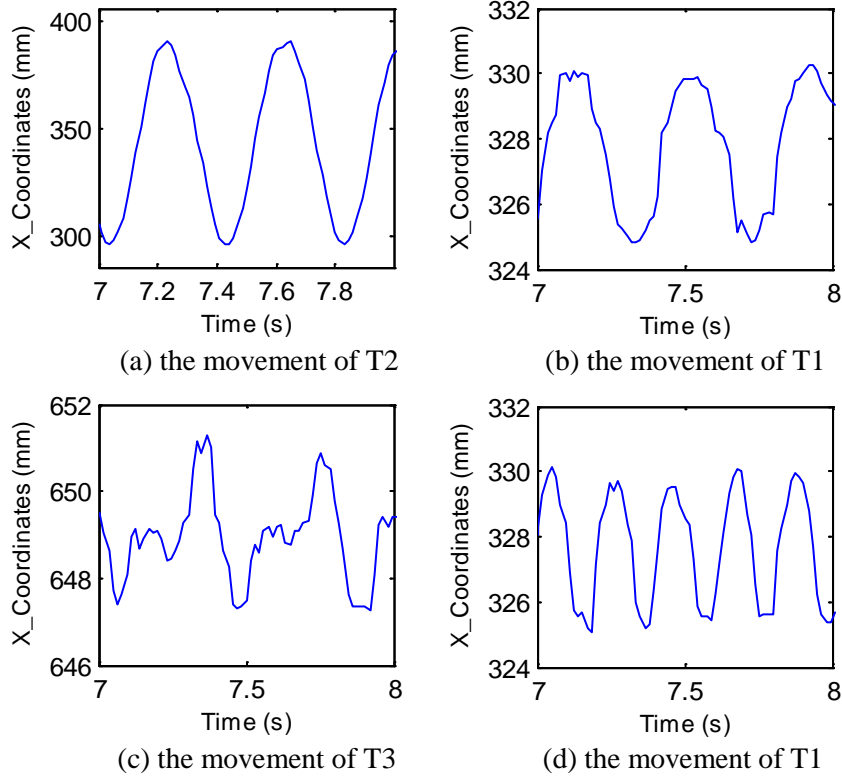 400
350
300
X_Coordinates (mm)
7 7.2 7.4 7.6 7.8
Time (s)
(a) the movement of T2
332
330
328
326
324
X_Coordinates (mm)
7 7.5 8
Time (s)
(b) the movement of T1
652
650
648
646
X_Coordinates (mm)
7 7.5 8
Time (s)
(c) the movement of T3
332
330
328
326
324
X_Coordinates (mm)
7 7.5 8
Time (s)
(d) the movement of T1